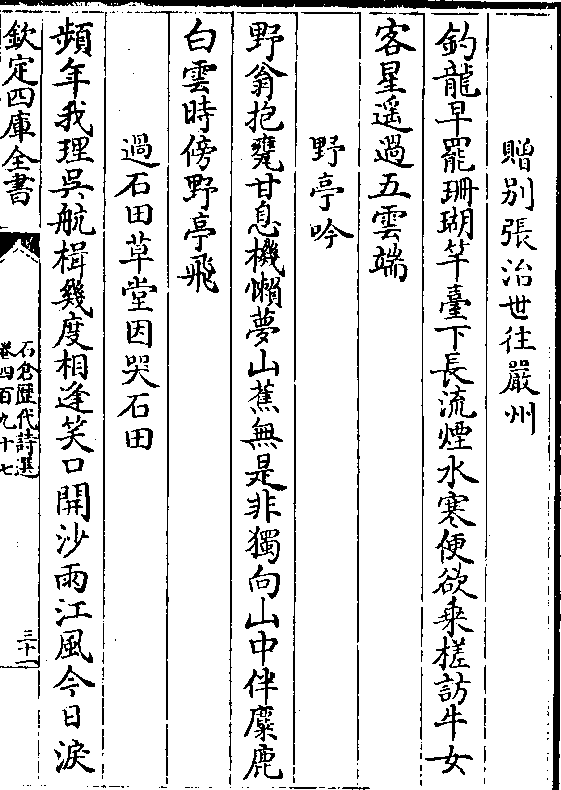 贈别張治世往嚴州
釣龍早罷珊瑚竿臺下長流煙水寒便欲乗槎訪牛女
客星遥過五雲端
野亭吟
野翁抱甕甘息機懶夢山蕉無是非獨向山中伴麋鹿
白雲時傍野亭飛
過石田草堂因哭石田
頻年我理吳航楫幾度相逢笑口開沙雨江風今日淚
欽定四庫全書
石倉歴代詩選
卷四百九十七
三十一